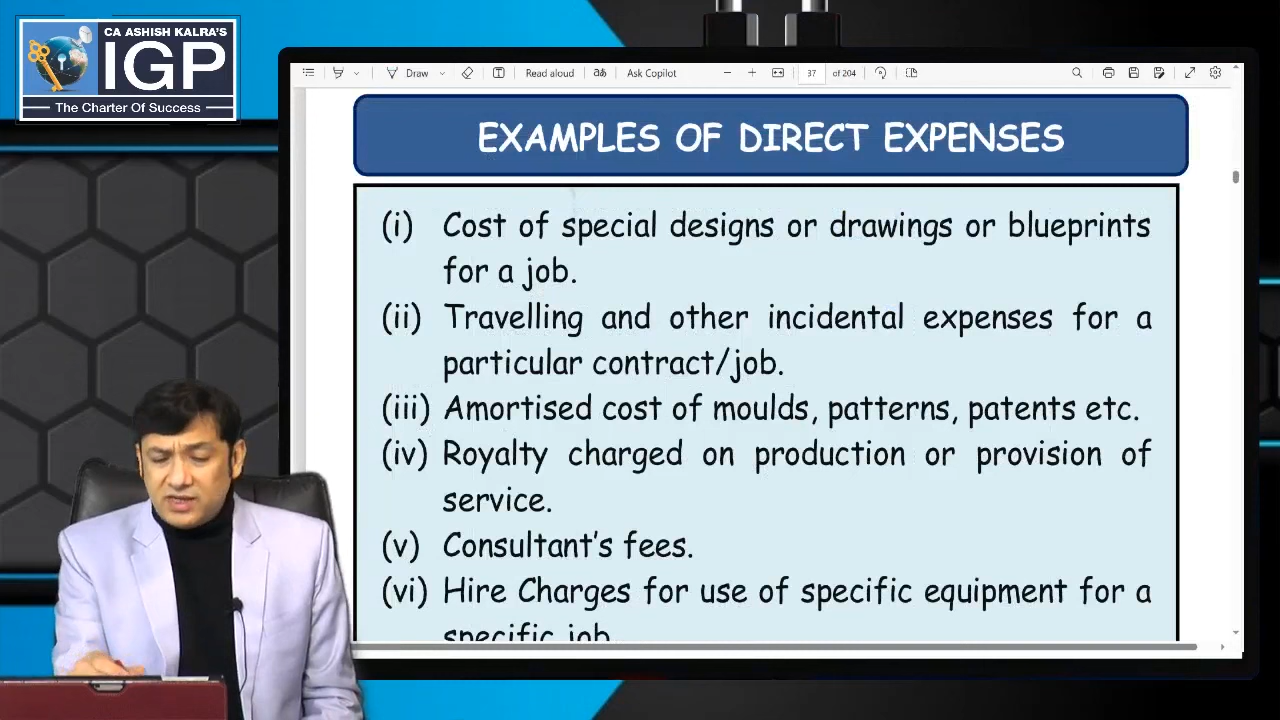 CA ASHISH KALRA'S
IGP
The Charter Of Success
Draw
Read aloud
Ask Copilot
37
of 204
EXAMPLES OF DIRECT EXPENSES
(i) Cost of special designs or drawings or blueprints
for a job.
(ii) Travelling and other incidental expenses for a
particular contract/job.
(iii) Amortised cost of moulds, patterns, patents etc.
(iv) Royalty charged on production or provision of
service.
(v) Consultant's fees.
(vi) Hire Charges for use of specific equipment for a
specific job.